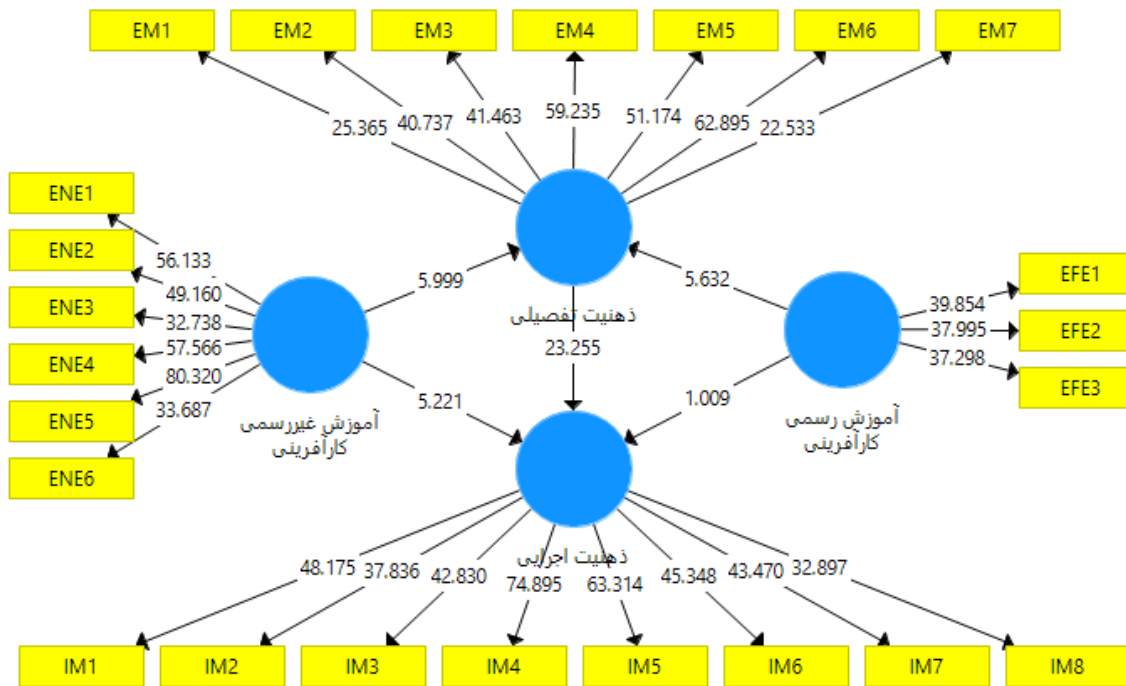 EM1 EM2 EM3 EM4 EM5 EM6 EM7
25.365 40.737 41.463 59.235 51.174 62.895 22.533
ENE1
ENE2
ENE3
ENE4
ENE5
ENE6
56.133
49.160
32.738
57.566
80.320
33.687
آموزش غیررسمی
کارآفرینی
5.999
5.221
ذهنیت تفصیلی
23.255
5.632
1.009
آموزش رسمی
کارآفرینی
39.854
37.995
37.298
EFE1
EFE2
EFE3
ذهنیت اجرایی
48.175 37.836 42.830 74.895 63.314 45.348 43.470 32.897
IM1 IM2 IM3 IM4 IM5 IM6 IM7 IM8